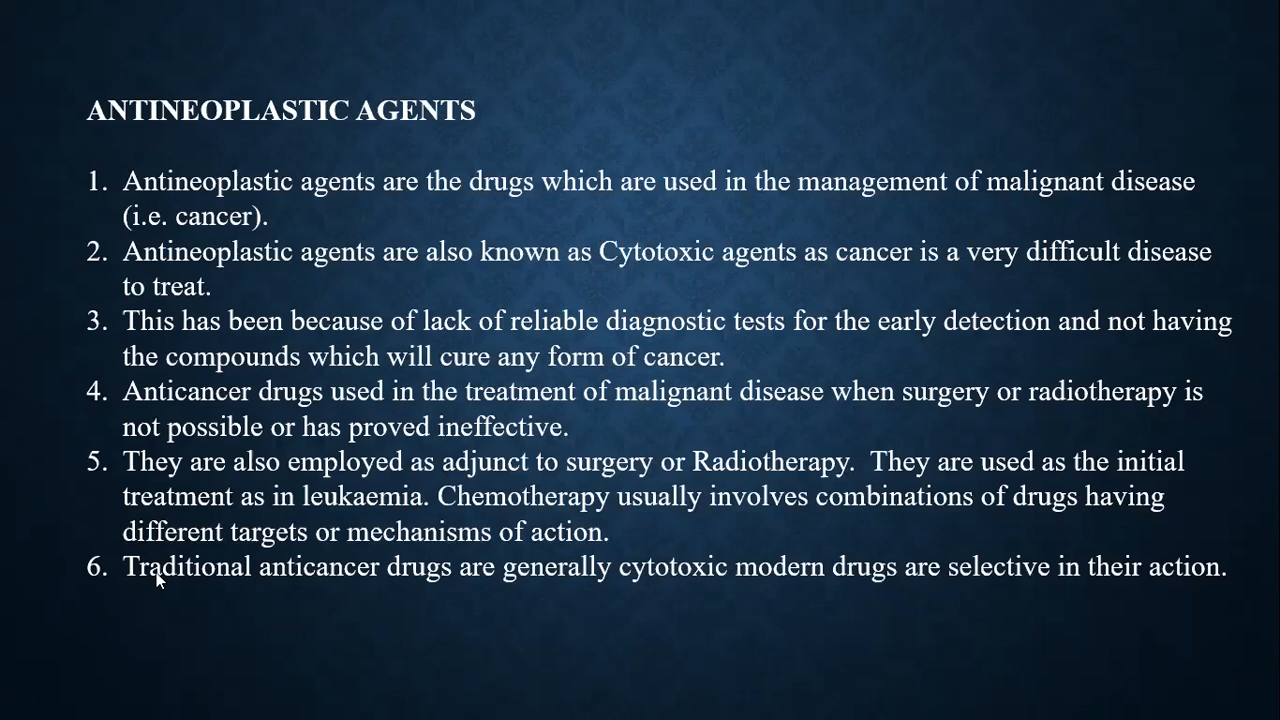 ANTINEOPLASTIC AGENTS
1. Antineoplastic agents are the drugs which are used in the management of malignant disease
(i.e. cancer).
2. Antineoplastic agents are also known as Cytotoxic agents as cancer is a very difficult disease
to treat.
3. This has been because of lack of reliable diagnostic tests for the early detection and not having
the compounds which will cure any form of cancer.
4. Anticancer drugs used in the treatment of malignant disease when surgery or radiotherapy is
not possible or has proved ineffective.
5. They are also employed as adjunct to surgery or Radiotherapy.  They are used as the initial
treatment as in leukaemia. Chemotherapy usually involves combinations of drugs having
different targets or mechanisms of action.
6. Traditional anticancer drugs are generally cytotoxic modern drugs are selective in their action.